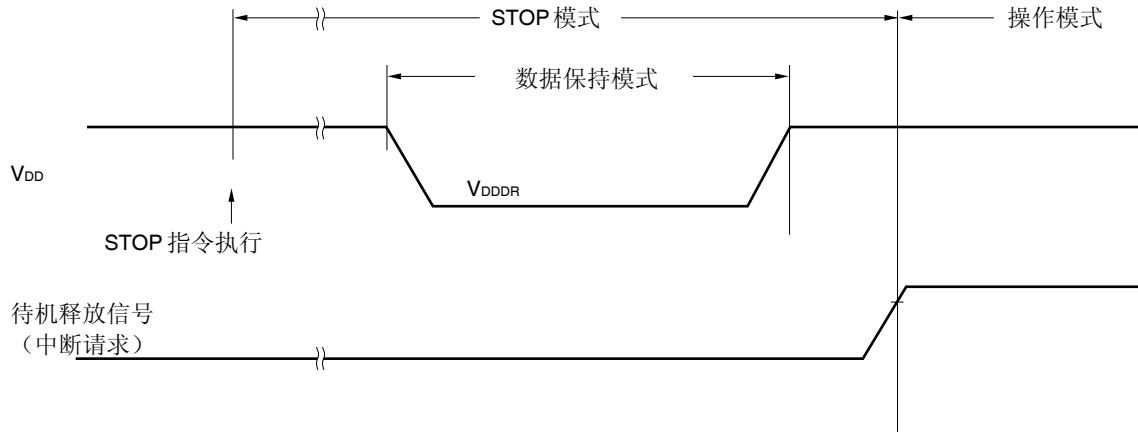 STOP 模式
操作模式
数据保持模式
VDD
VDDDR
STOP 指令执行
待机释放信号
（中断请求）